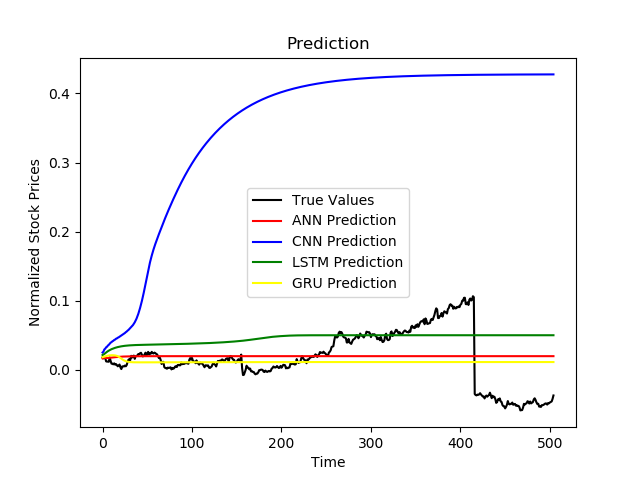 Prediction
Normalized Stock Prices
0.4
0.3
0.2
0.1
0.0
True Values
ANN Prediction
CNN Prediction
LSTM Prediction
GRU Prediction
0 100 200 300 400 500
Time